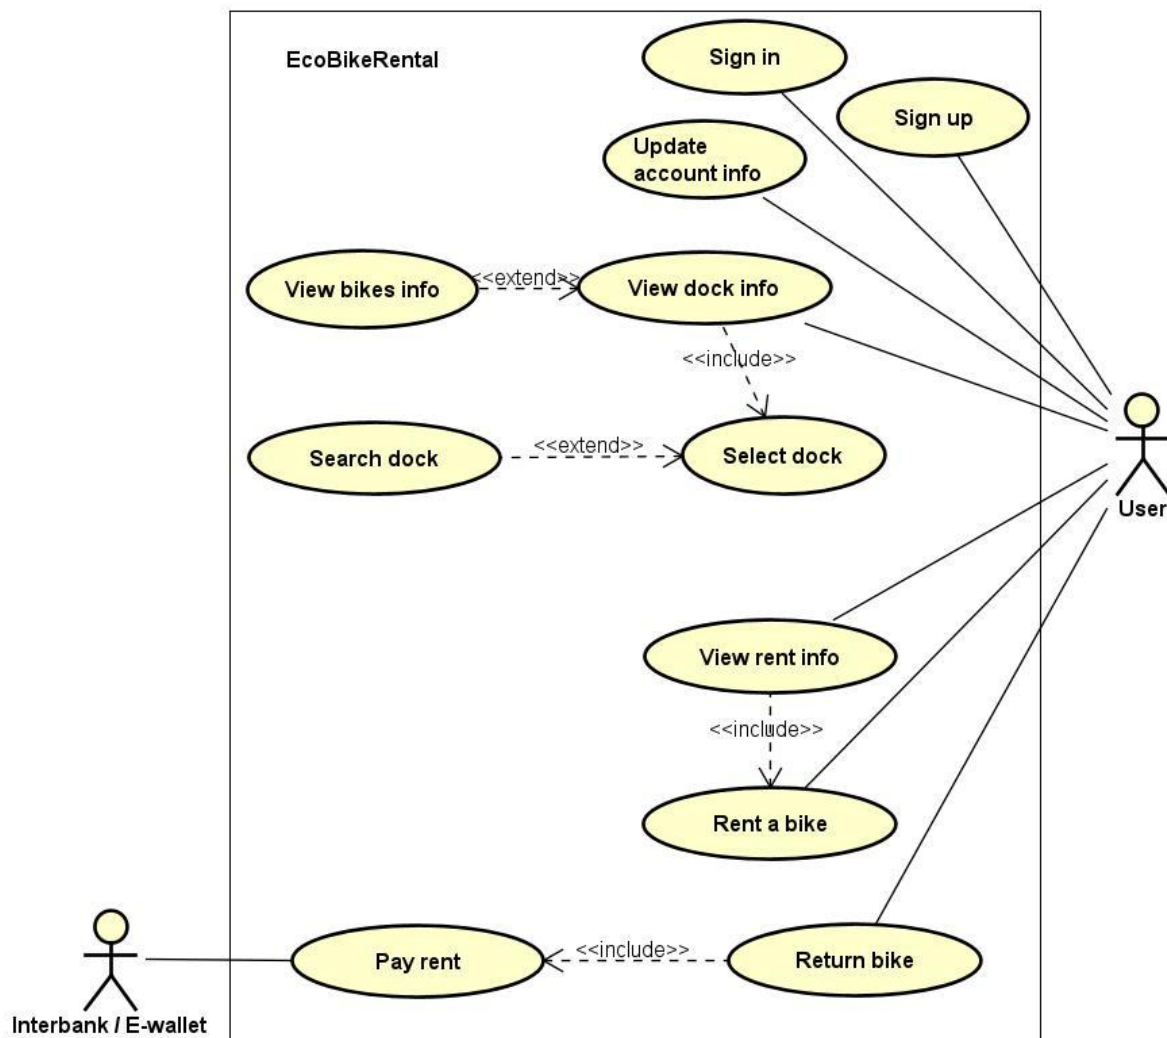 EcoBikeRental
Sign in
Sign up
Update
account info
View bikes info
<<extend>>
View dock info
<<include>>
Search dock
<<extend>>
Select dock
User
View rent info
<<include>>
Rent a bike
Pay rent
<<include>>
Return bike
Interbank / E-wallet